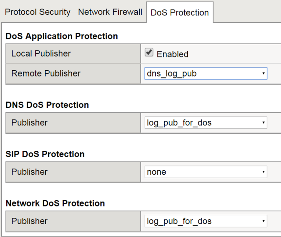 Protocol Security Network Firewall DoS Protection
DoS Application Protection
Local Publisher Enabled
Remote Publisher dns_log_pub
DNS DoS Protection
Publisher log_pub_for_dos
SIP DoS Protection
Publisher none
Network DoS Protection
Publisher log_pub_for_dos